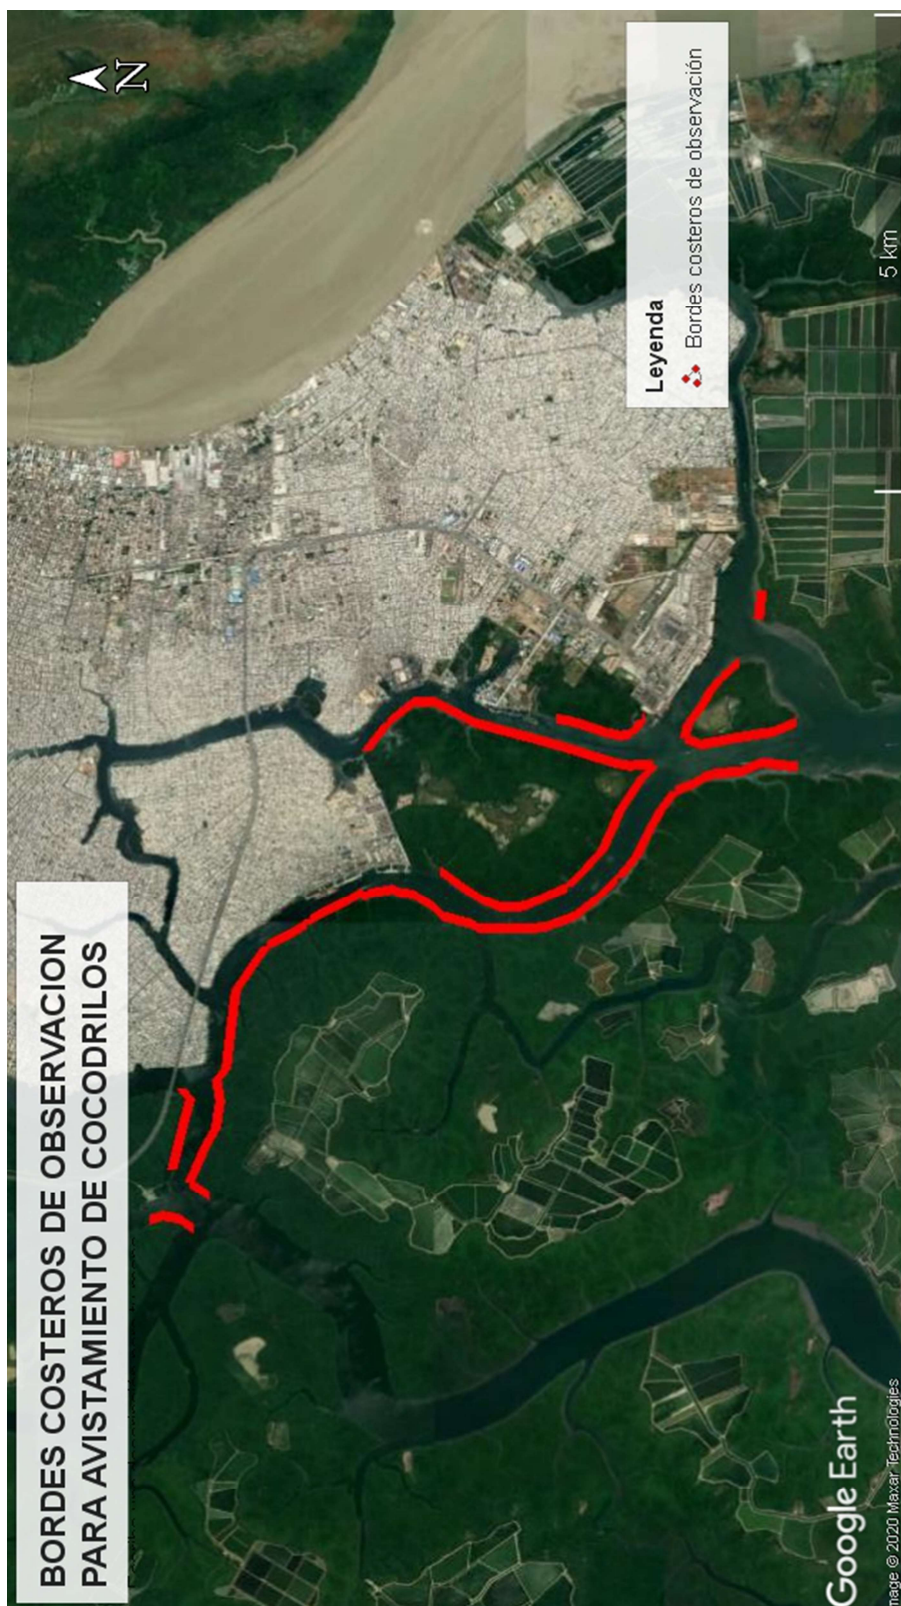 BORDES COSTEROS DE OBSERVACION
PARA AVISTAMIENTO DE COCODRILOS
N
Leyenda
Bordes costeros de observación
Google Earth
mage © 2020 Maxar Technologies
5 km